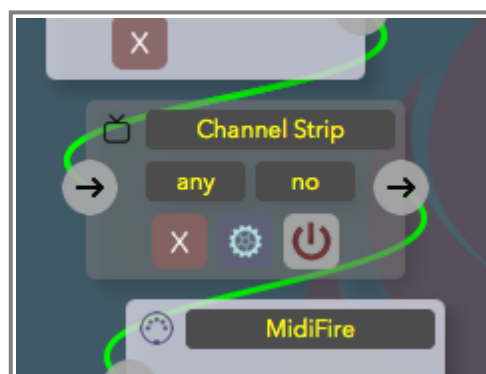 X
Channel Strip
any no
X
MidiFire